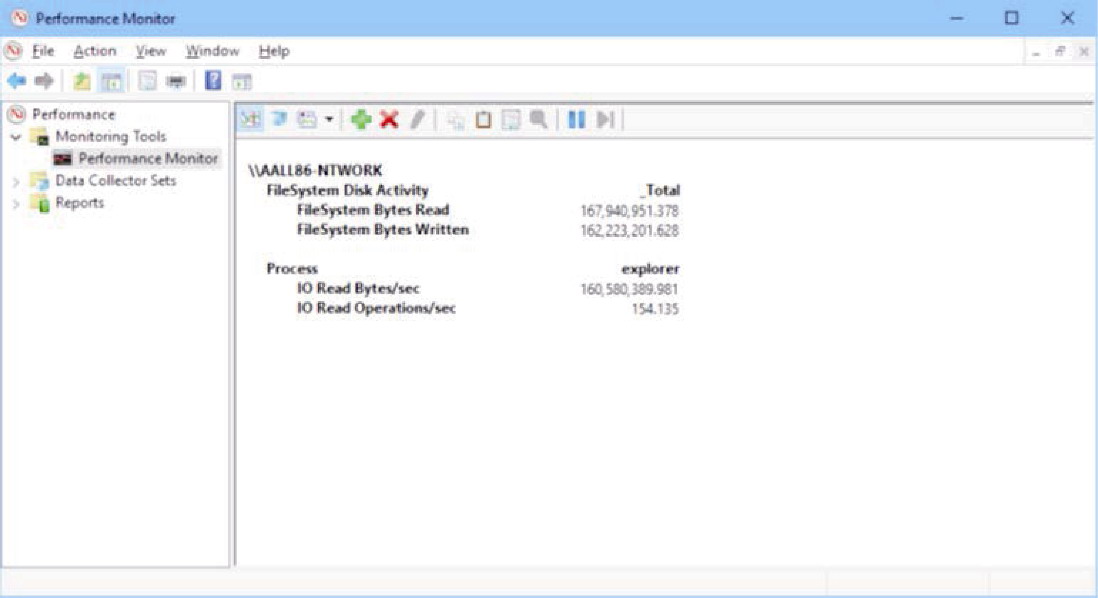 Performance Monitor
File Action View Window Help
Performance
Monitoring Tools
Performance Monitor
Data Collector Sets
Reports
\\AALL86-NTWORK
FileSystem Disk Activity _Total
FileSystem Bytes Read 167,940,951.378
FileSystem Bytes Written 162,223,201.628
Process explorer
IO Read Bytes/sec 160,580,389.981
IO Read Operations/sec 154.135